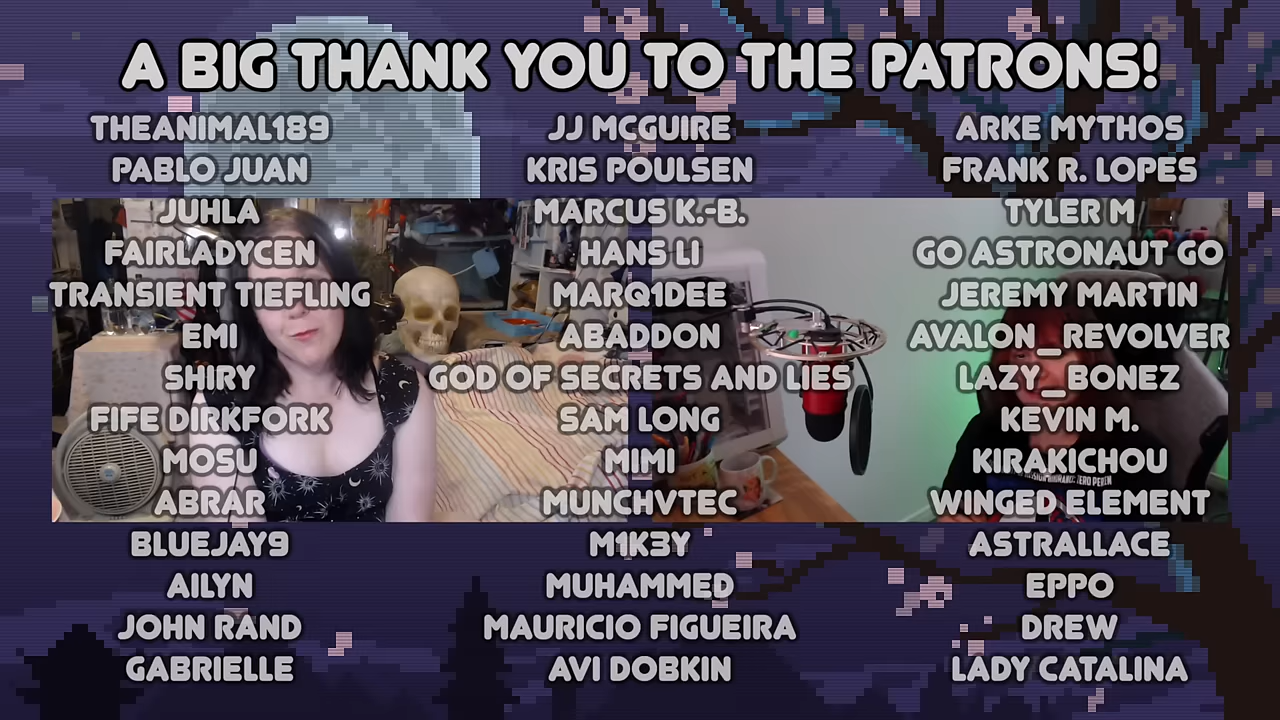 A BIG THANK YOU TO THE PATRONS!
THEANIMAL189
PABLO JUAN
JUHLA
FAIRLADYCEN
TRANSIENT TIEFLING
EMI
SHIRY
FIFE DIRKFORK
MOSU
ABRAR
BLUEJAY9
AILYN
JOHN RAND
GABRIELLE
JJ MCGUIRE
KRIS POULSEN
MARCUS K.-B.
HANS LI
MARQ1DEE
ABADDON
GOD OF SECRETS AND LIES
SAM LONG
MIMI
MUNCHVTEC
M1K3Y
MUHAMMED
MAURICIO FIGUEIRA
AVI DOBKIN
ARKE MYTHOS
FRANK R. LOPES
TYLER M
GO ASTRONAUT GO
JEREMY MARTIN
AVALON_REVOLVER
LAZY_BONEZ
KEVIN M.
KIRAKICHOU
WINGED ELEMENT
ASTRALLACE
EPPO
DREW
LADY CATALINA